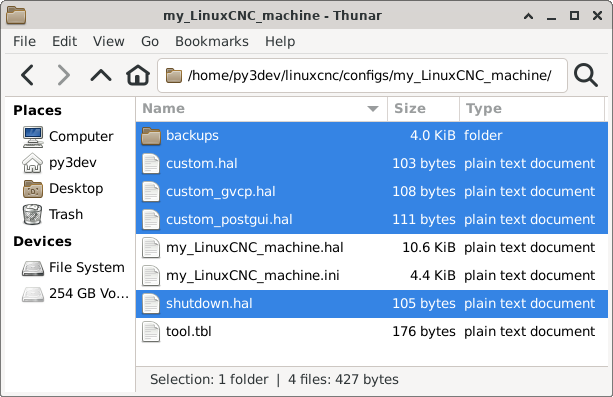 my_LinuxCNC_machine - Thunar
File Edit View Go Bookmarks Help
/home/py3dev/linuxcnc/configs/my_LinuxCNC_machine/
Places
Computer
py3dev
Desktop
Trash
Devices
File System
254 GB Vo...
Name Size Type
backups 4.0 KiB folder
custom.hal 103 bytes plain text document
custom_gvcp.hal 108 bytes plain text document
custom_postgui.hal 111 bytes plain text document
my_LinuxCNC_machine.hal 10.6 KiB plain text document
my_LinuxCNC_machine.ini 4.4 KiB plain text document
shutdown.hal 105 bytes plain text document
tool.tbl 176 bytes plain text document
Selection: 1 folder | 4 files: 427 bytes